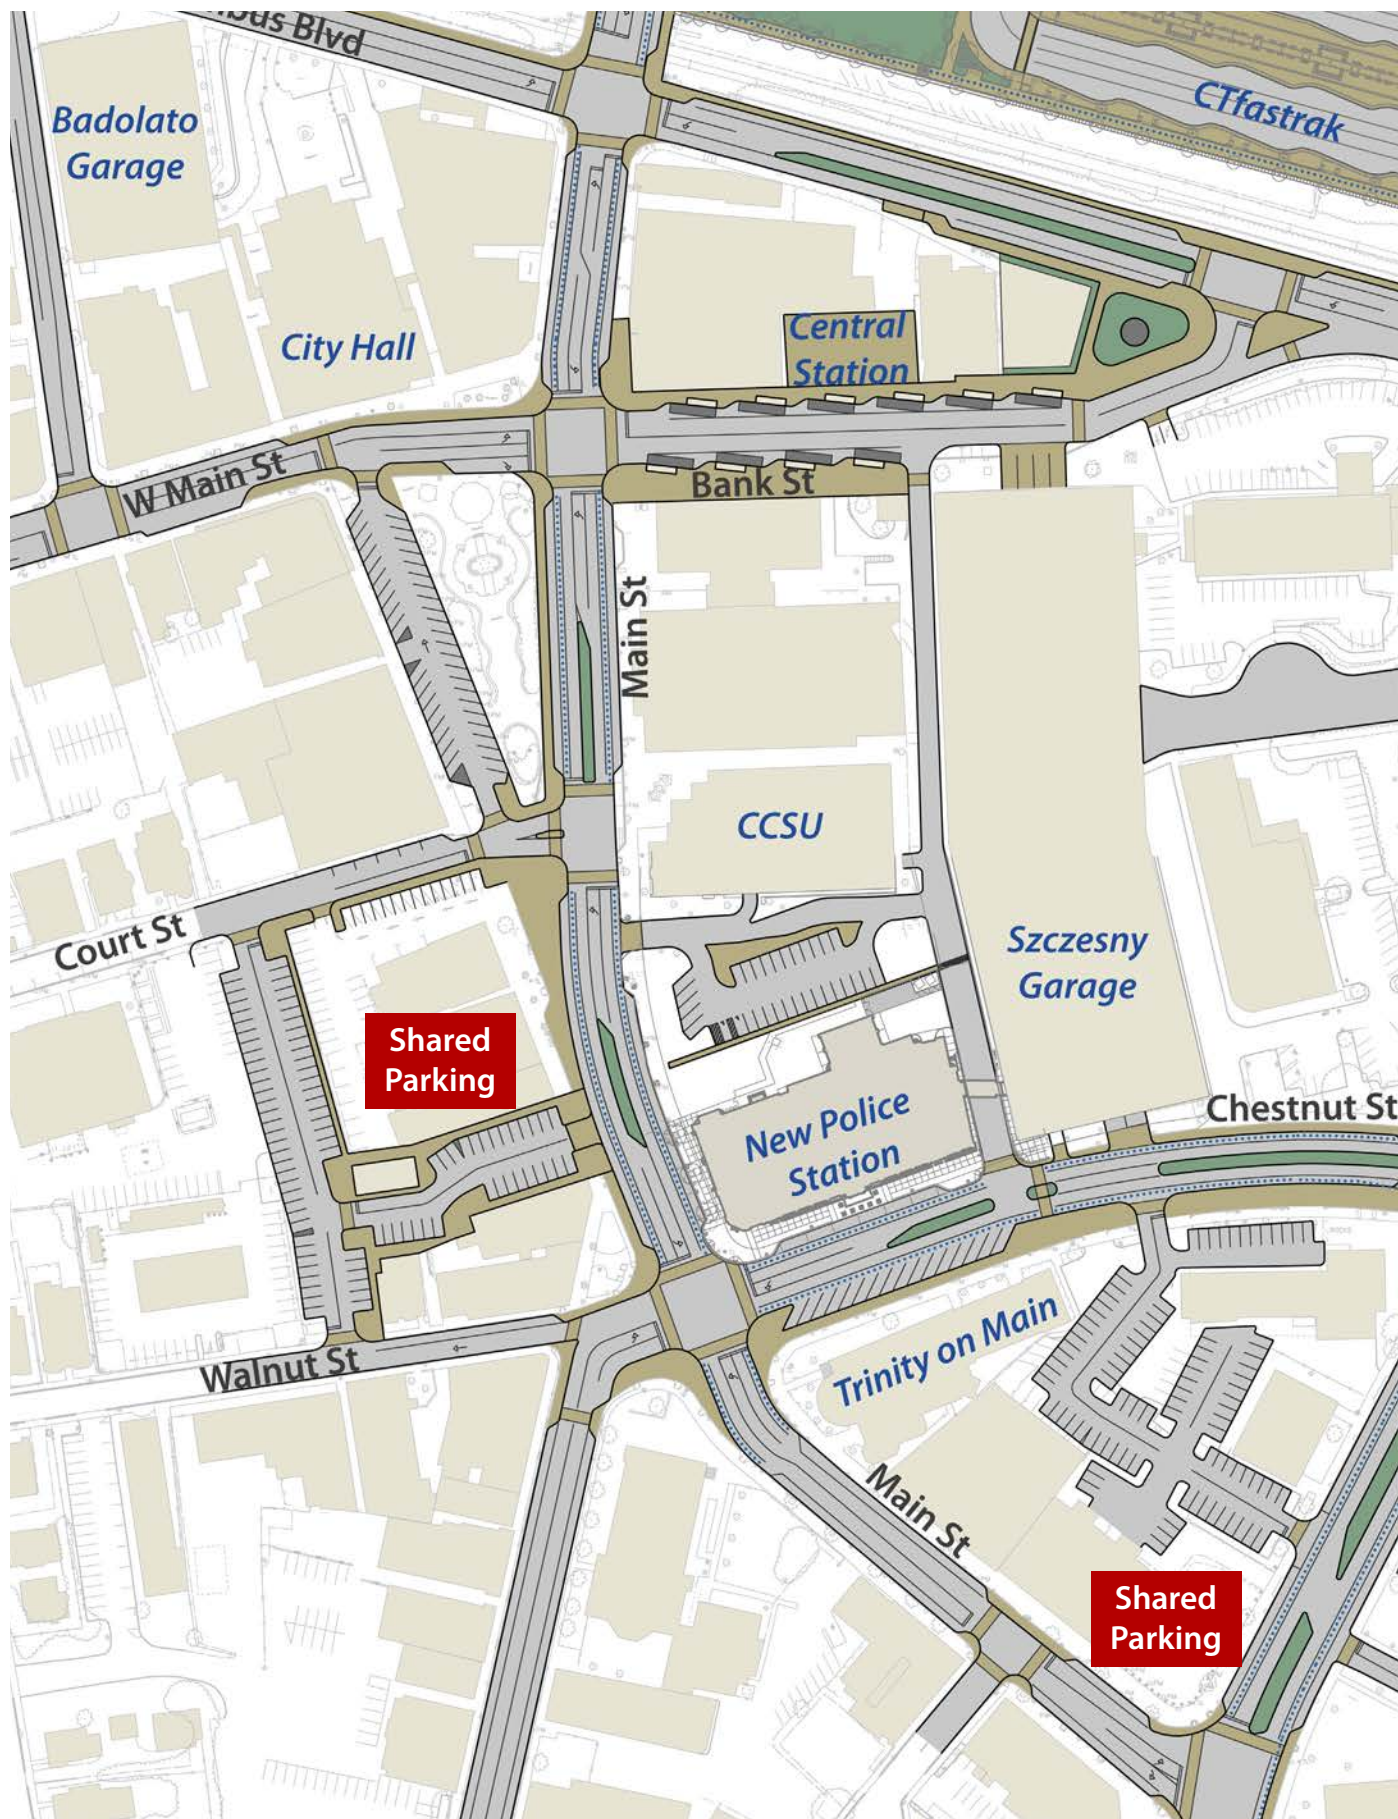 Blvd
CTfastrak
Badolato
Garage
Central
Station
City Hall
W Main St
Bank St
Main St
CCSU
Court St
Szczesny
Garage
Shared
Parking
Chestnut St
New Police
Station
Trinity on Main
Walnut St
Main St
Shared
Parking